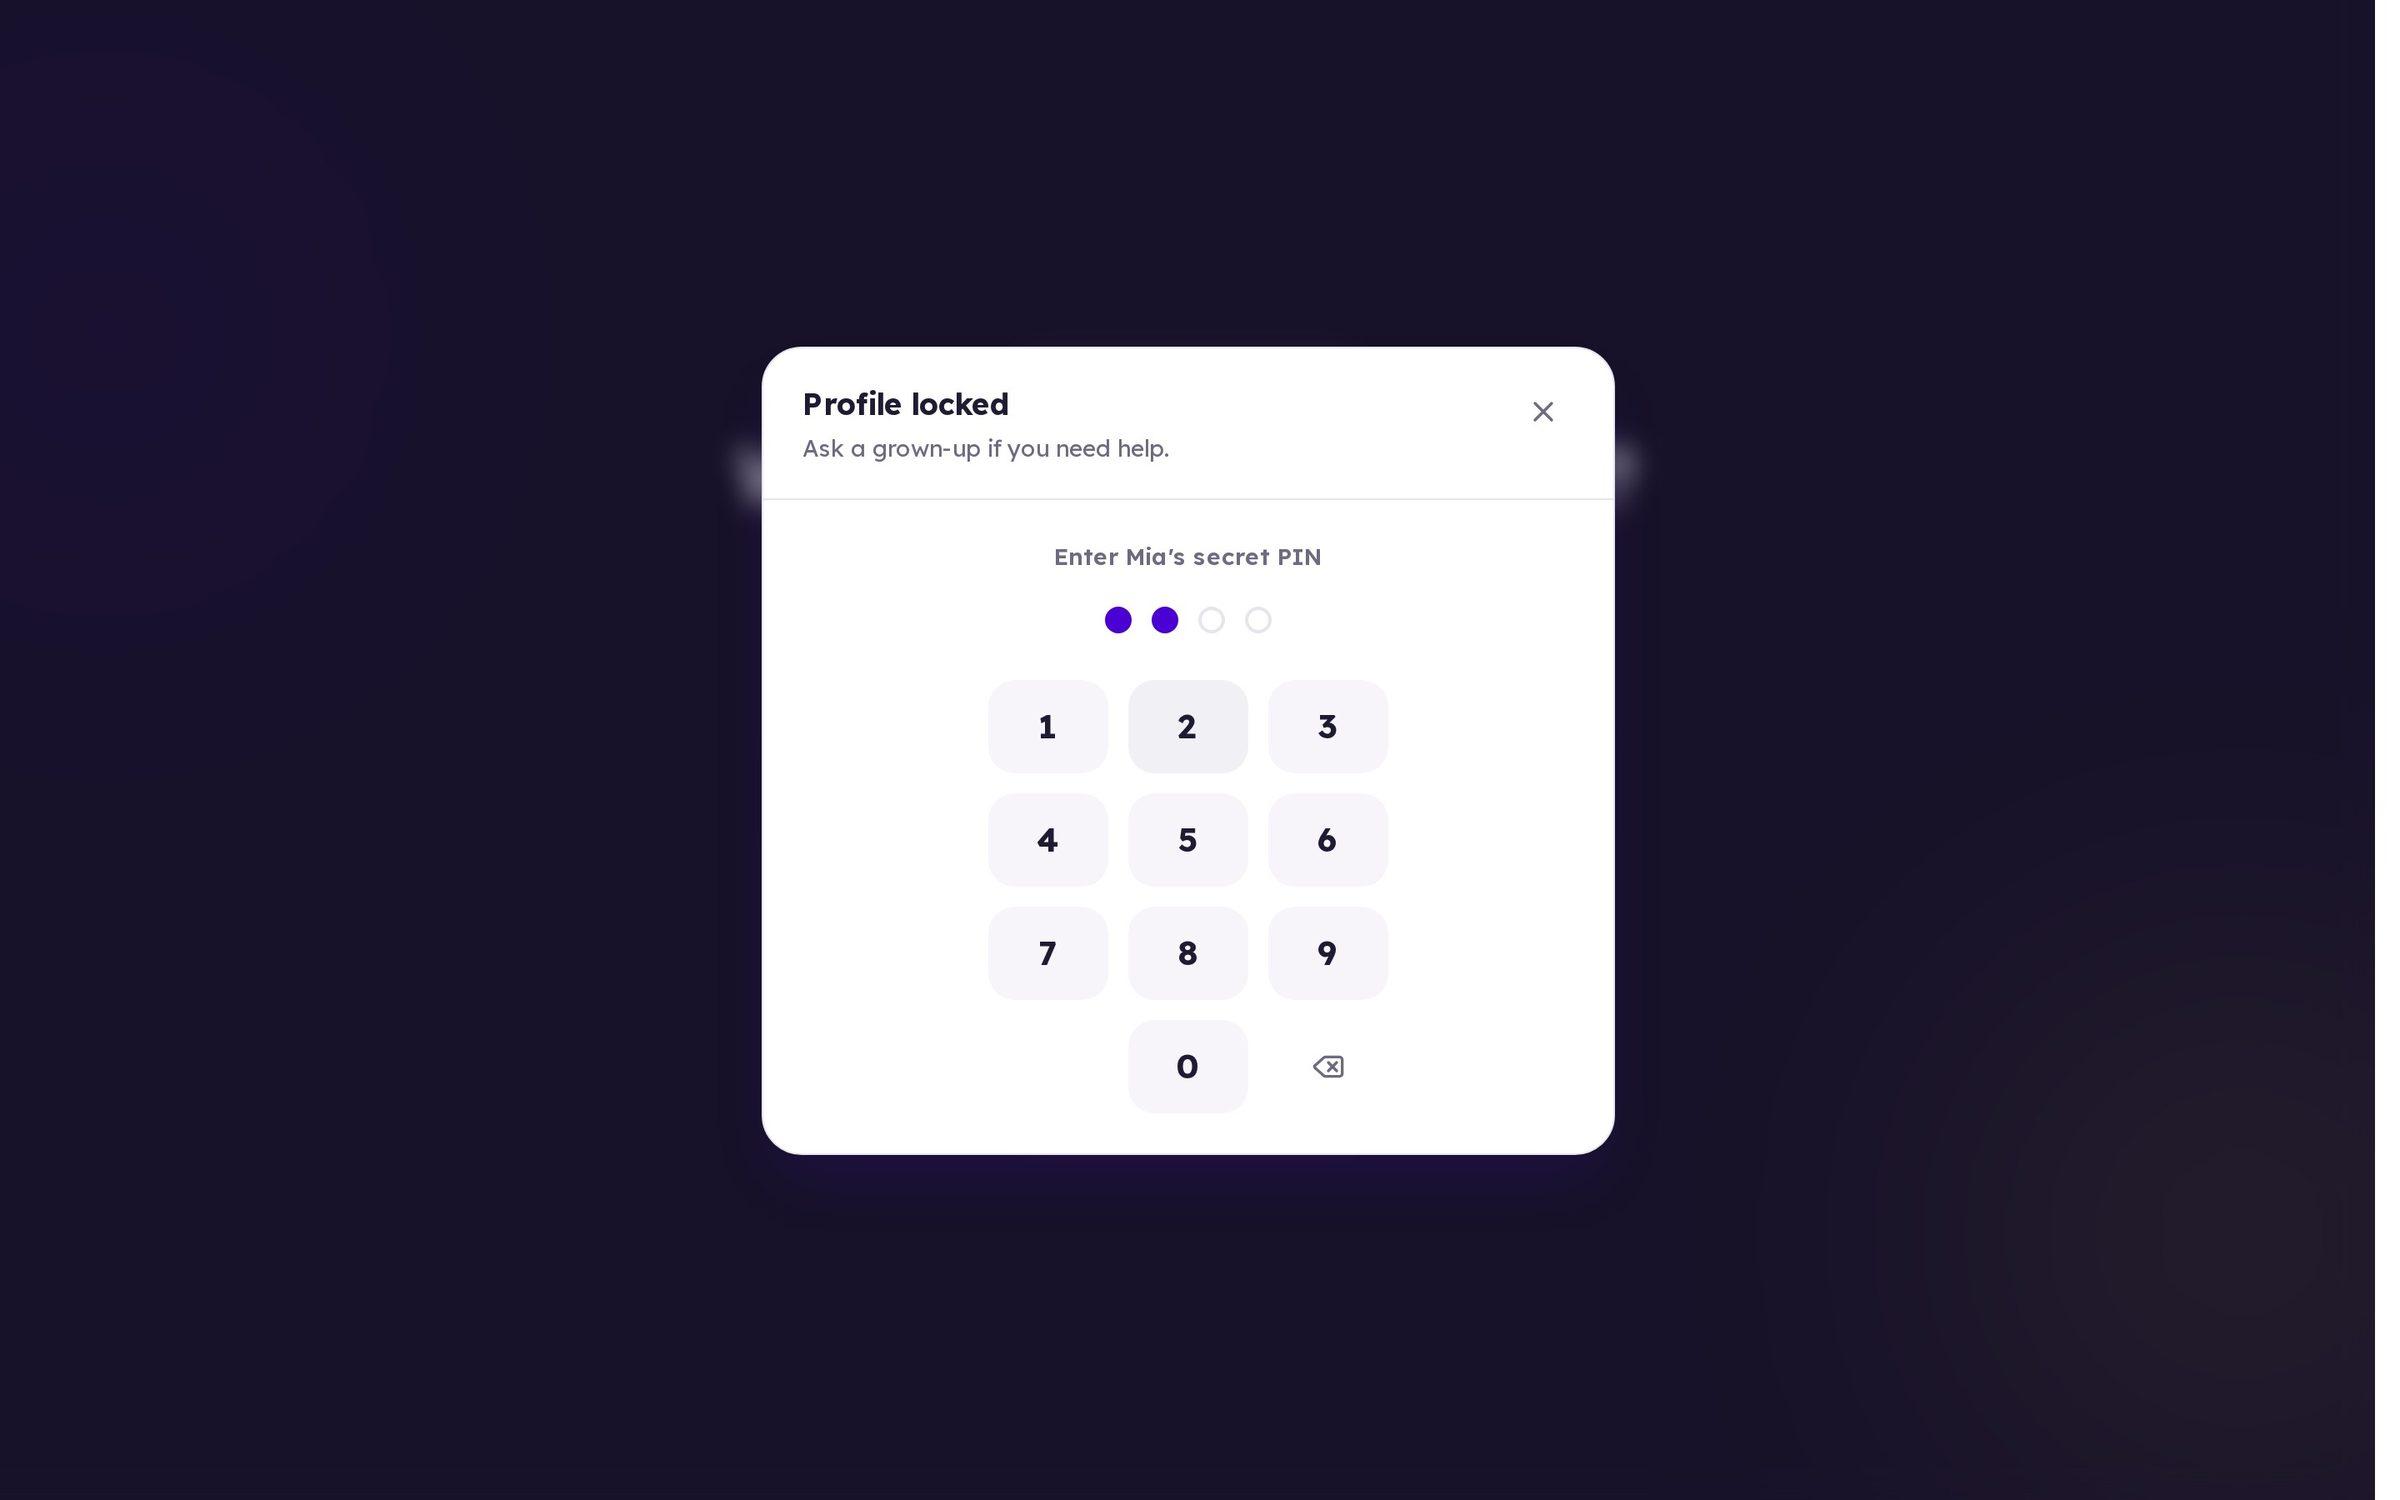 Profile locked
Ask a grown-up if you need help.
Enter Mia's secret PIN
1 2 3
4 5 6
7 8 9
0